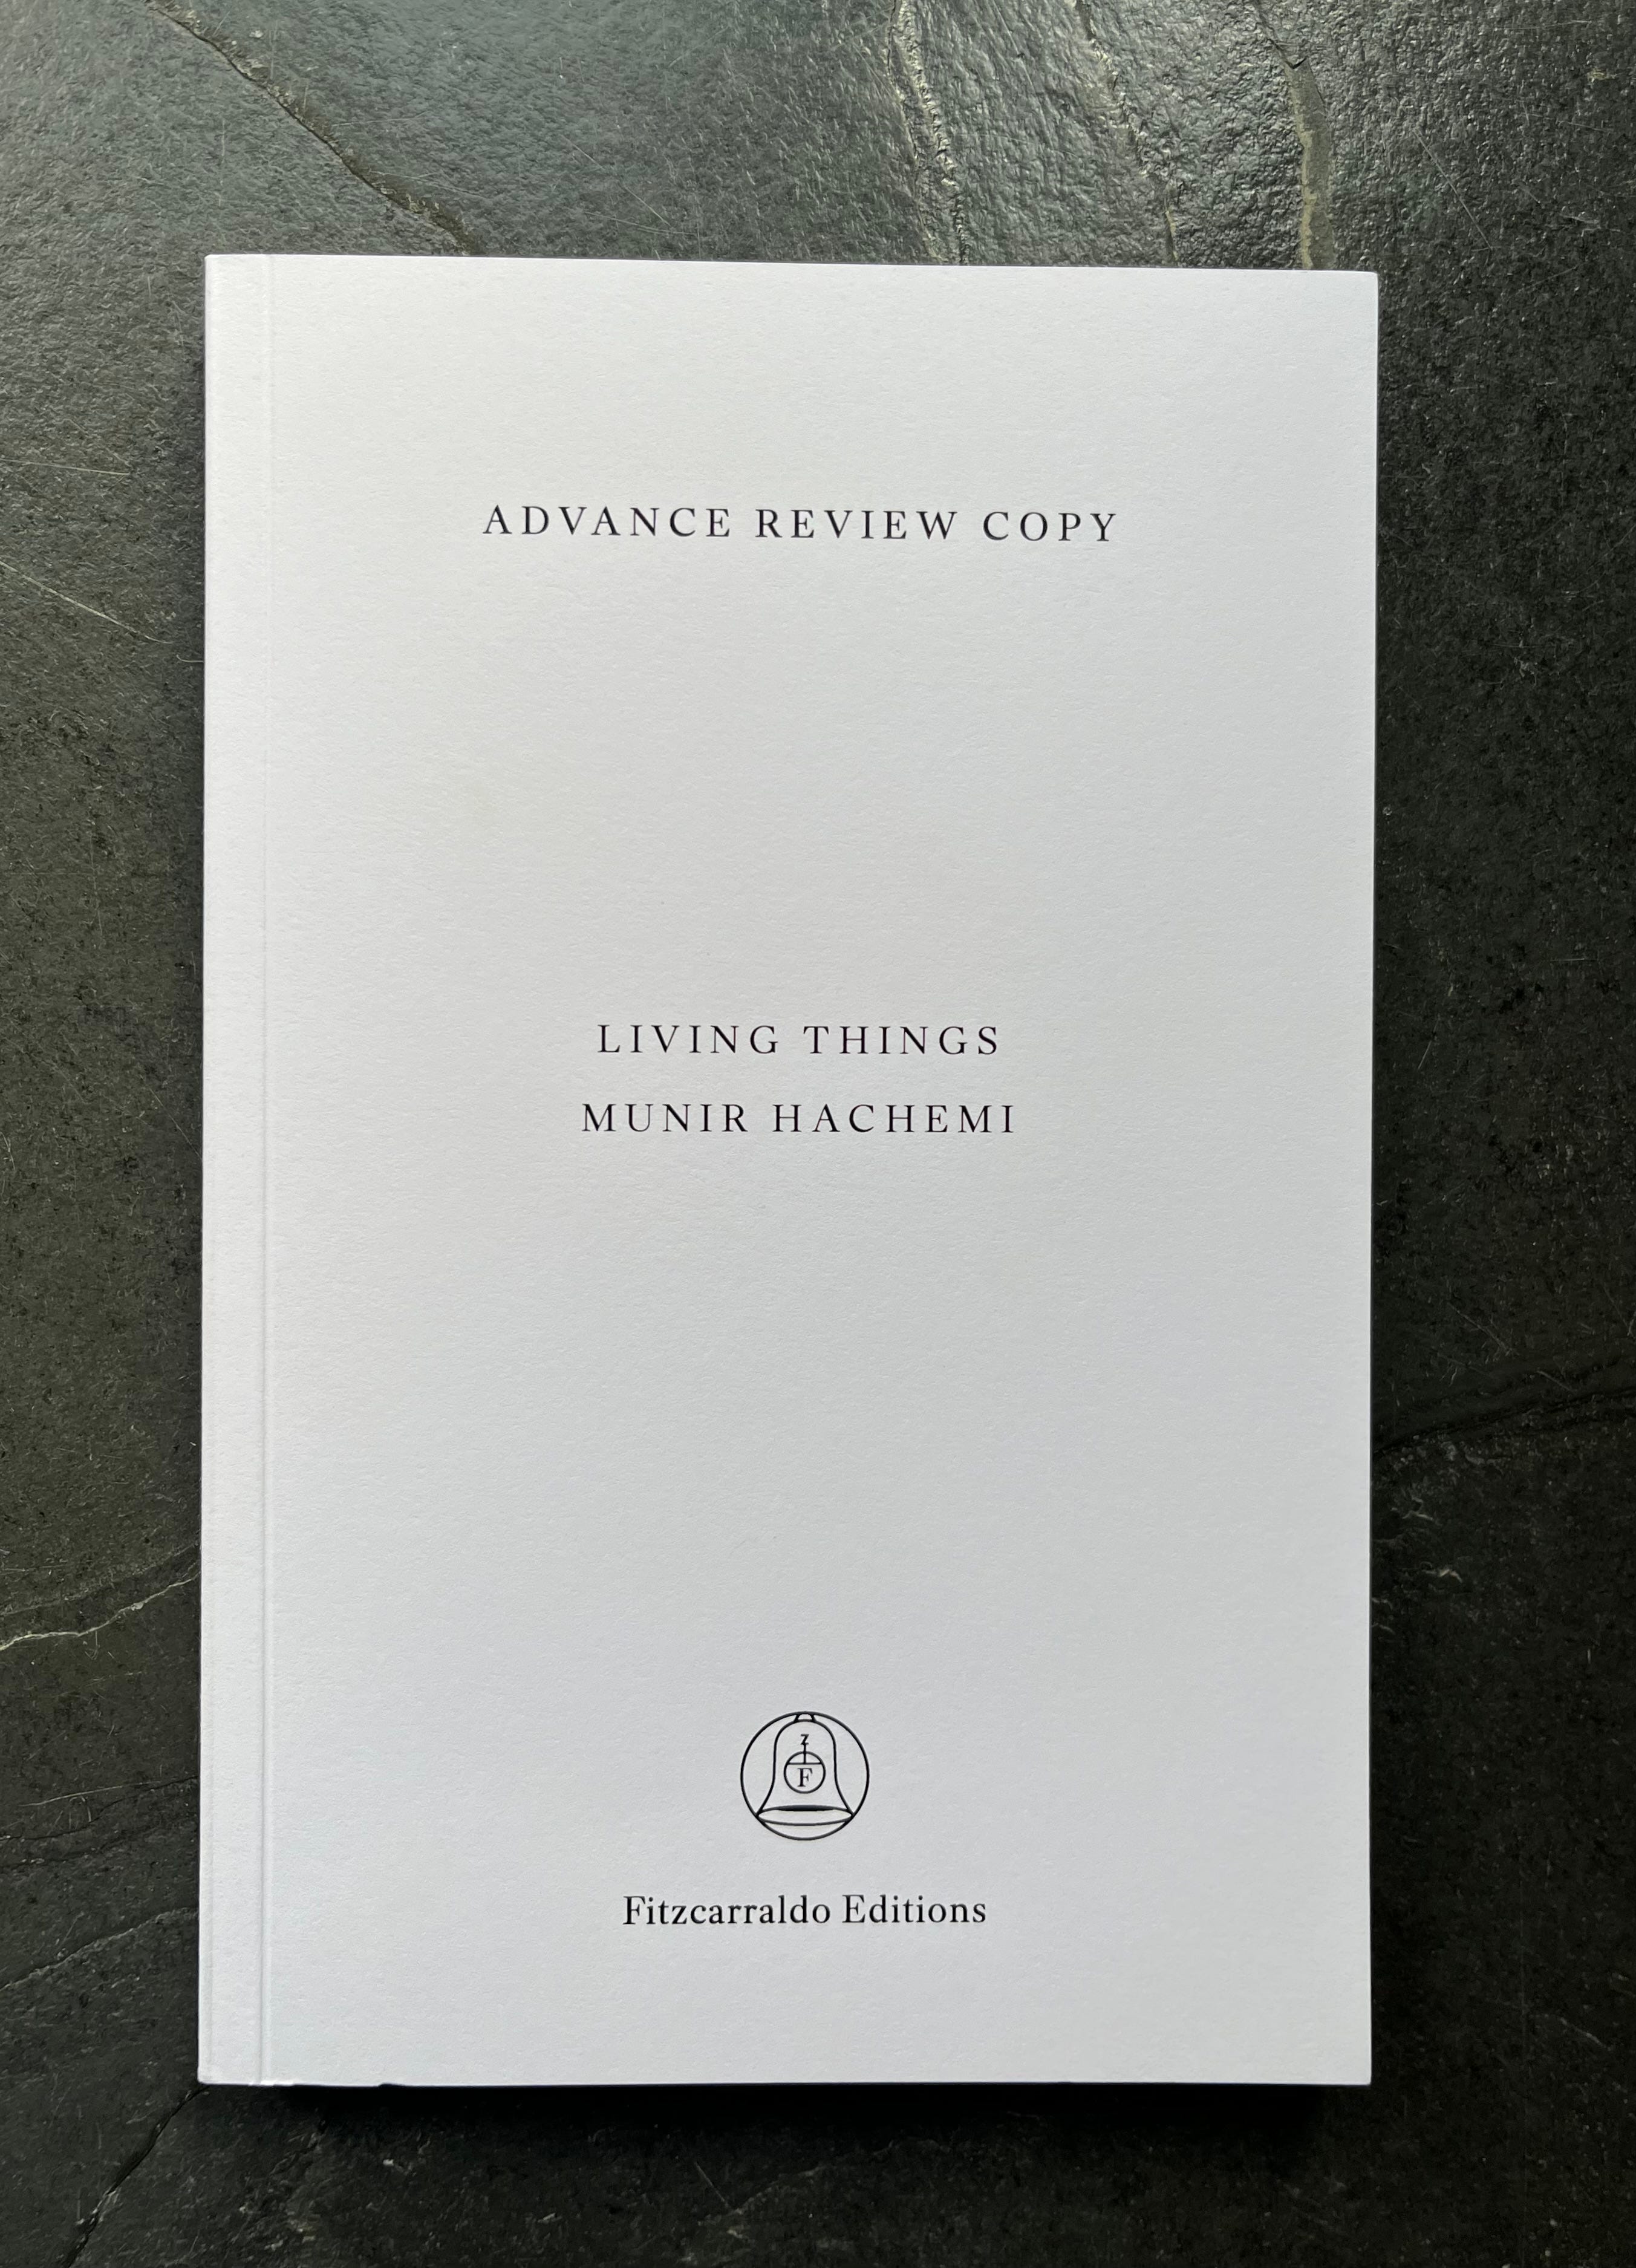 ADVANCE REVIEW COPY
LIVING THINGS
MUNIR HACHEMI
z
F
Fitzcarraldo Editions